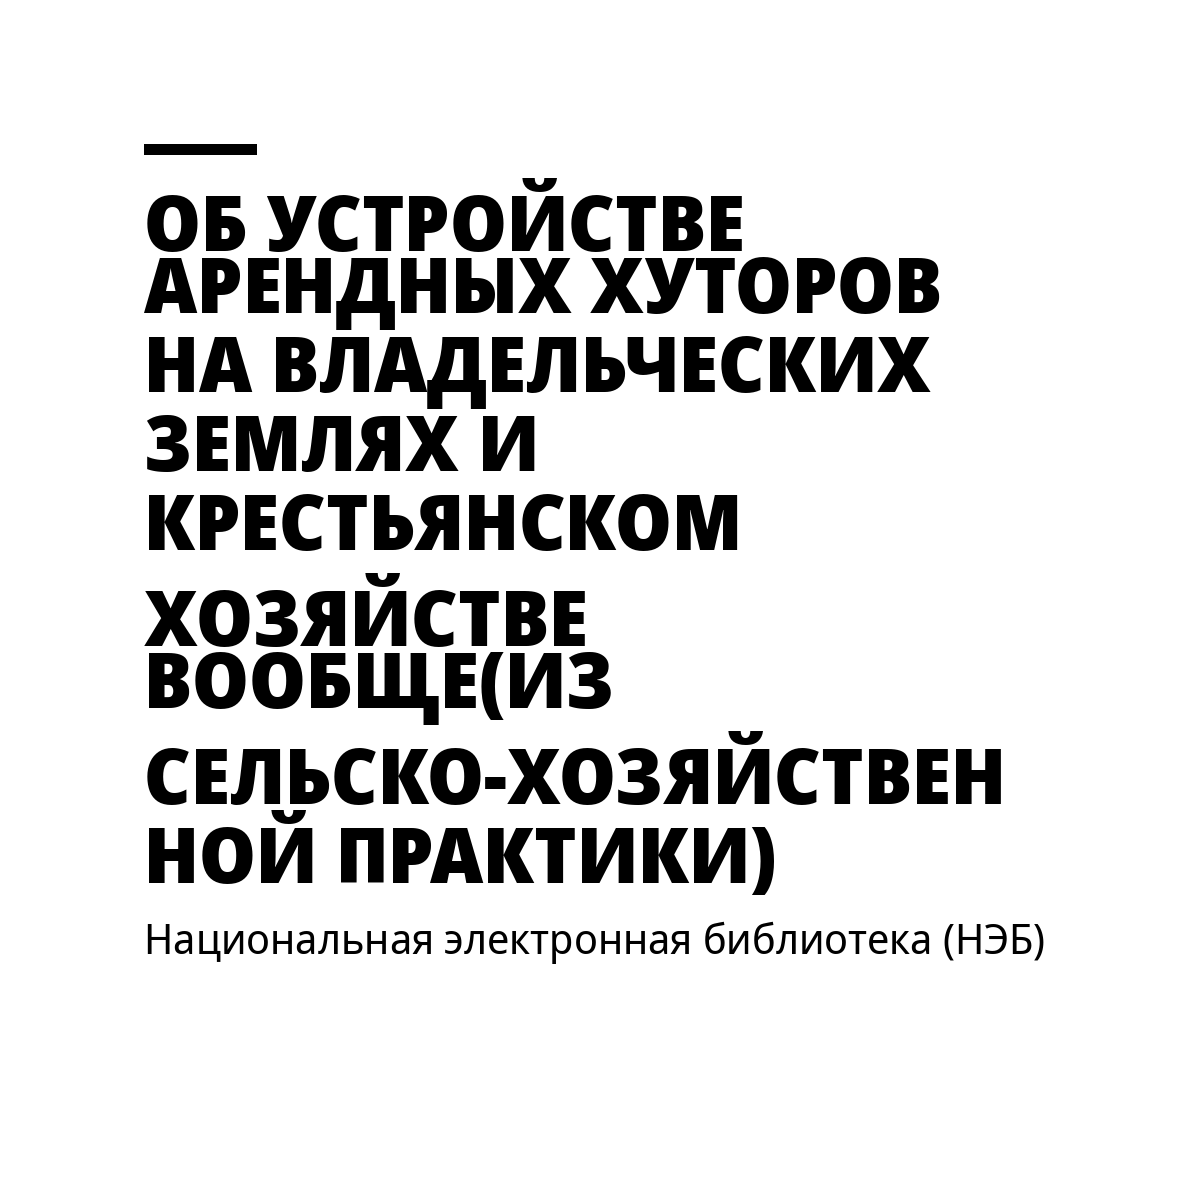 ОБ УСТРОЙСТВЕ
АРЕНДНЫХ ХУТОРОВ
НА ВЛАДЕЛЬЧЕСКИХ
ЗЕМЛЯХ И
КРЕСТЬЯНСКОМ
ХОЗЯЙСТВЕ
ВООБЩЕ(ИЗ
СЕЛЬСКО-ХОЗЯЙСТВЕН
НОЙ ПРАКТИКИ)
Национальная электронная библиотека (НЭБ)